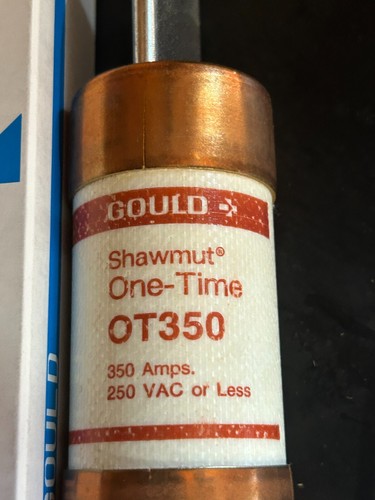 GOULD
Shawmut®
One-Time
OT350
350 Amps.
250 VAC or Less